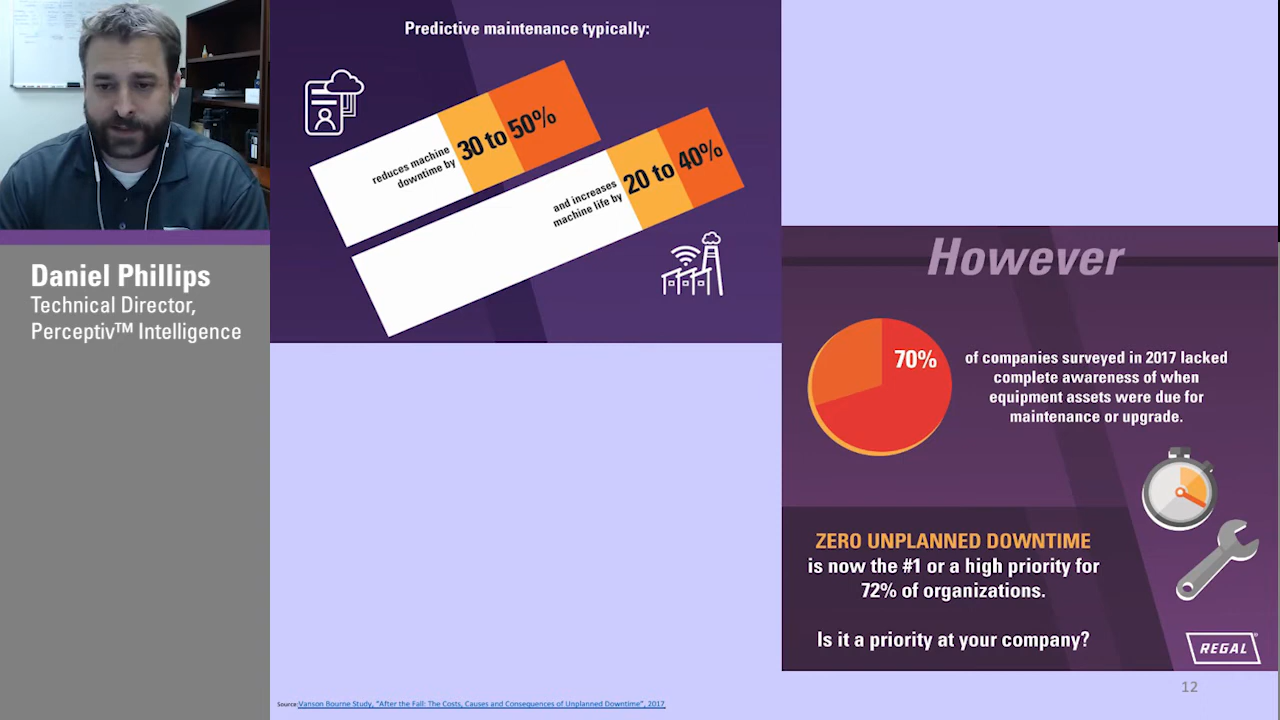 Daniel Phillips
Technical Director,
Perceptiv™ Intelligence
Predictive maintenance typically:
reduces machine
downtime by
30 to 50%
and increases
machine life by
20 to 40%
However
70%
of companies surveyed in 2017 lacked
complete awareness of when
equipment assets were due for
maintenance or upgrade.
ZERO UNPLANNED DOWNTIME
is now the #1 or a high priority for
72% of organizations.
Is it a priority at your company?
REGAL
12
Source: Vanson Bourne Study, "After the Fall: The Costs, Causes and Consequences of Unplanned Downtime", 2017